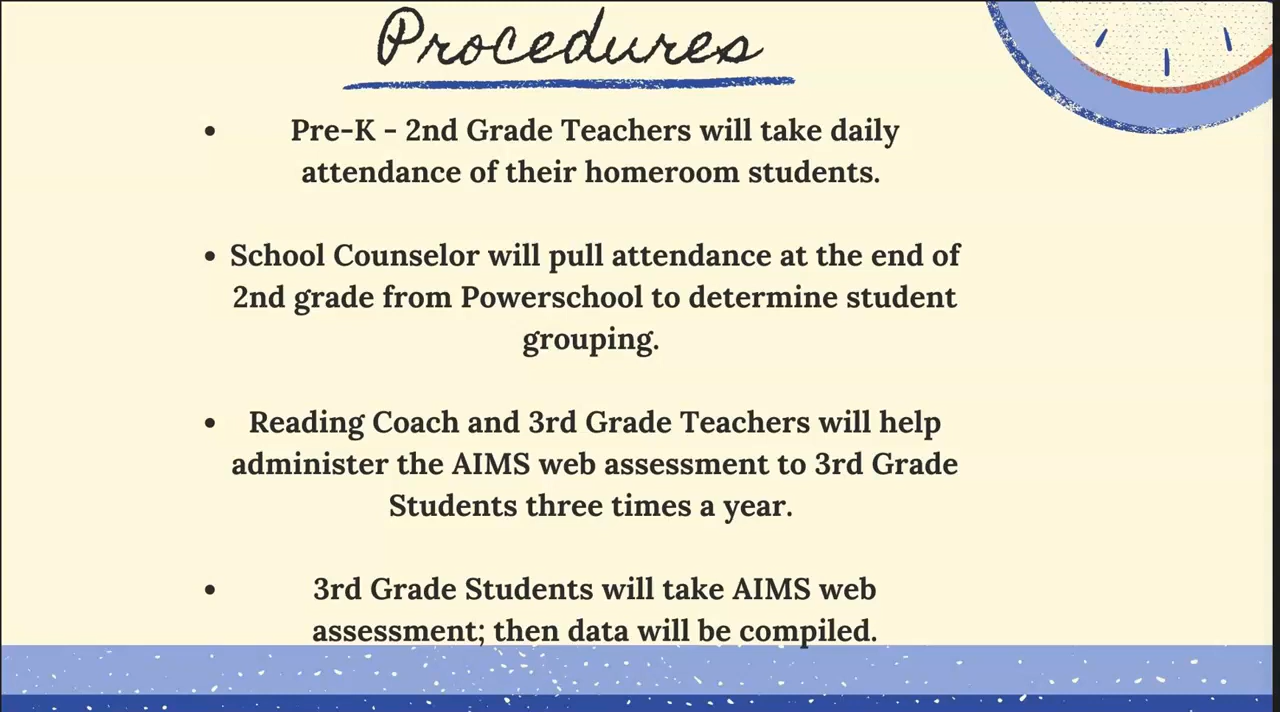 Procedures
• Pre-K - 2nd Grade Teachers will take daily
attendance of their homeroom students.
• School Counselor will pull attendance at the end of
2nd grade from Powerschool to determine student
grouping.
• Reading Coach and 3rd Grade Teachers will help
administer the AIMS web assessment to 3rd Grade
Students three times a year.
• 3rd Grade Students will take AIMS web
assessment; then data will be compiled.